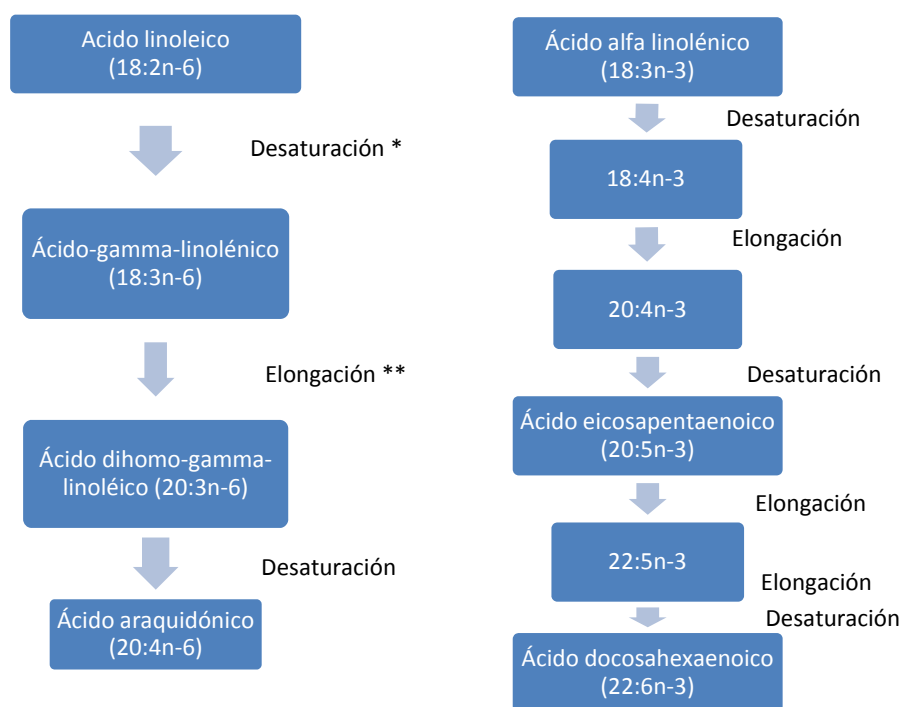 Acido linoleico
(18:2n-6)
Desaturación *
Ácido-gamma-linolénico
(18:3n-6)
Elongación **
Ácido dihomo-gamma-
linoléico (20:3n-6)
Desaturación
Ácido araquidónico
(20:4n-6)
Ácido alfa linolénico
(18:3n-3)
Desaturación
18:4n-3
Elongación
20:4n-3
Desaturación
Ácido eicosapentaenoico
(20:5n-3)
Elongación
22:5n-3
Elongación
Desaturación
Ácido docosahexaenoico
(22:6n-3)